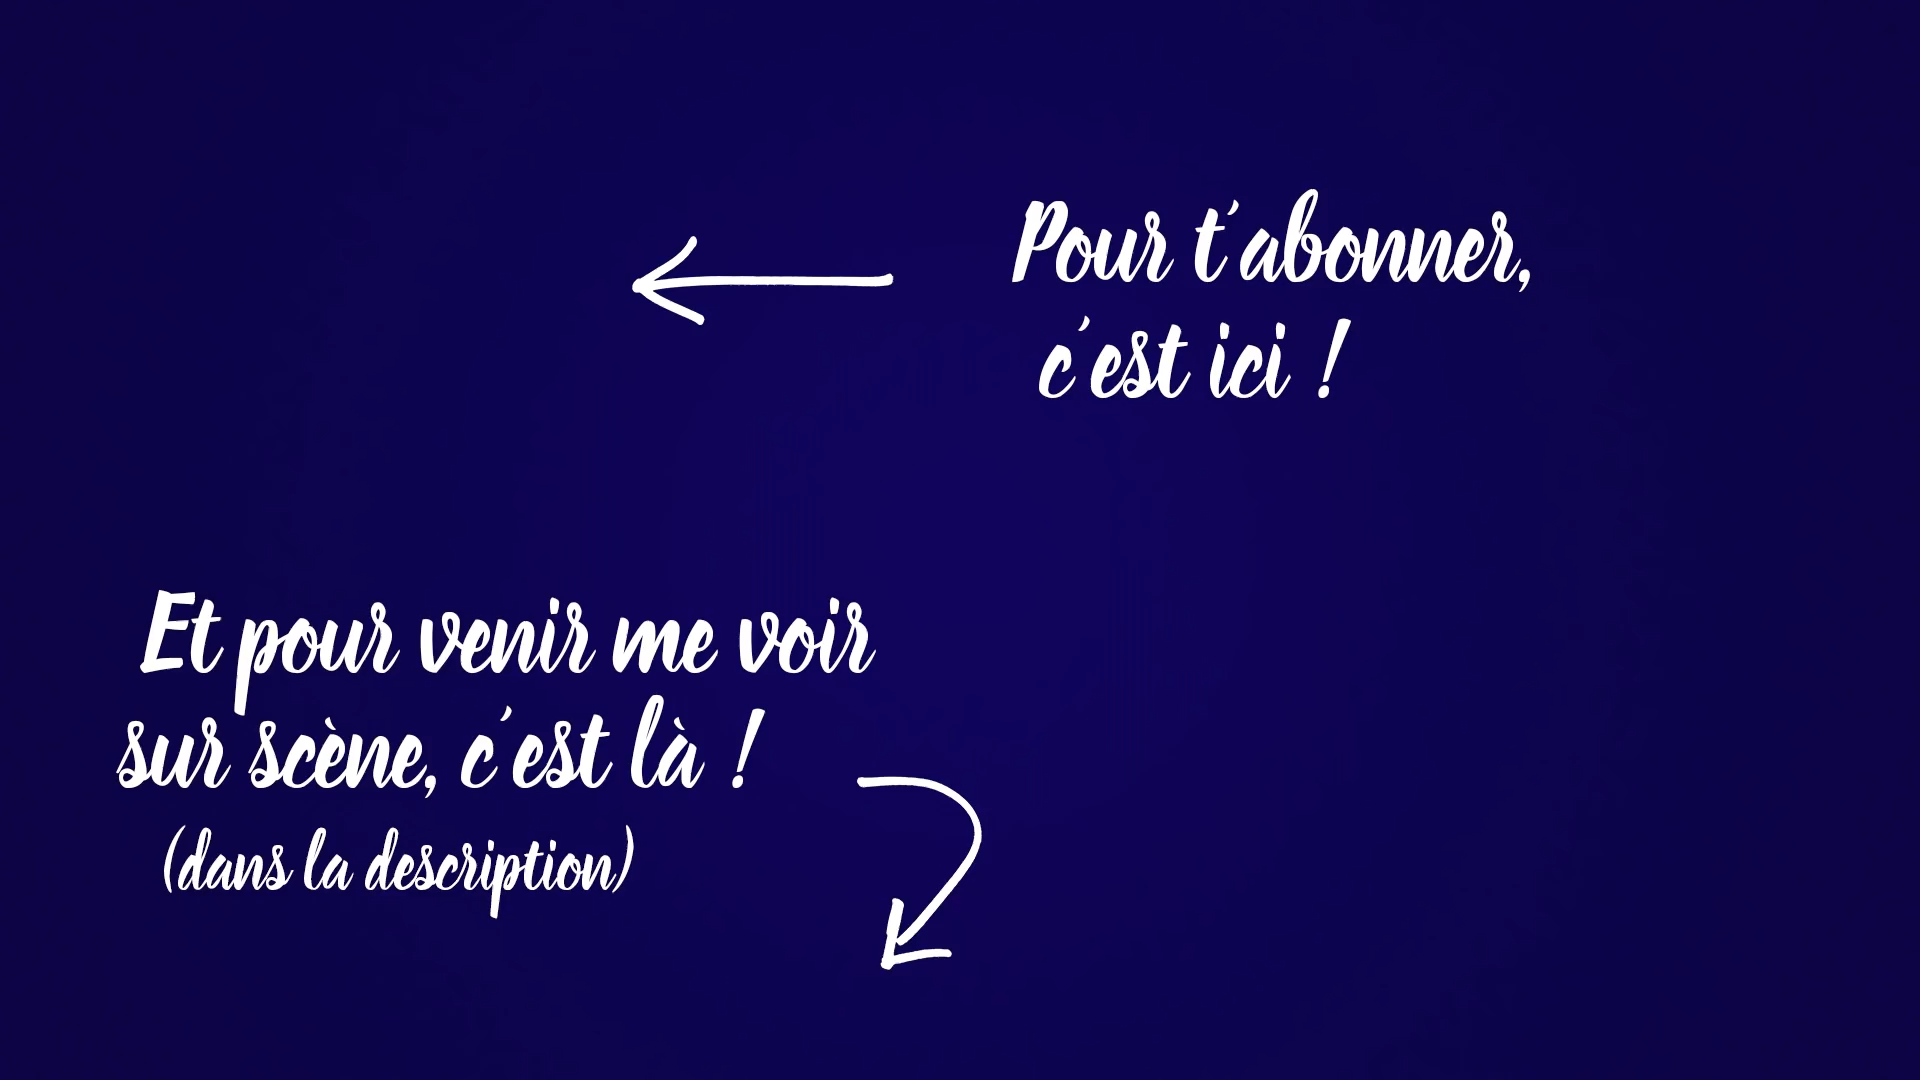 Pour t'abonner,
c'est ici !
Et pour venir me voir
sur scène, c'est là !
(dans la description)